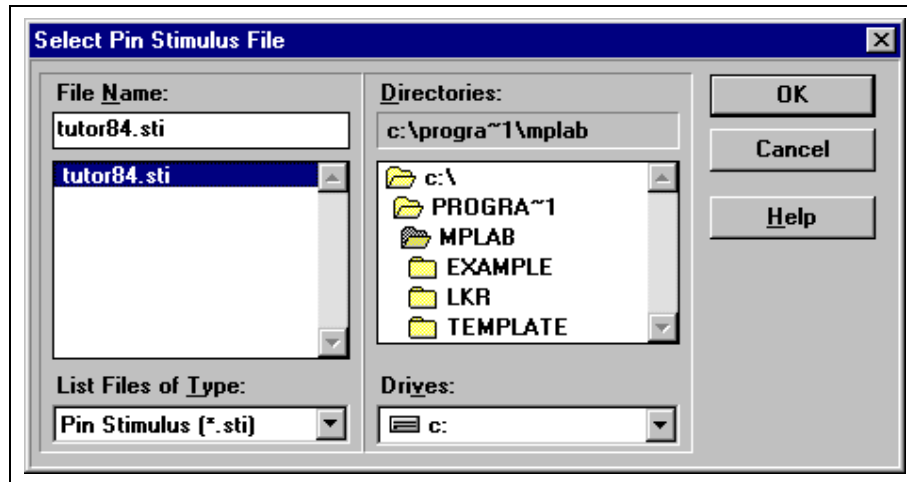 Select Pin Stimulus File
File Name:
tutor84.sti
tutor84.sti
List Files of Type:
Pin Stimulus (*.sti)
Directories:
c:\progra~1\mplab
c:\
PROGRA~1
MPLAB
EXAMPLE
LKR
TEMPLATE
Drives:
c:
OK
Cancel
Help